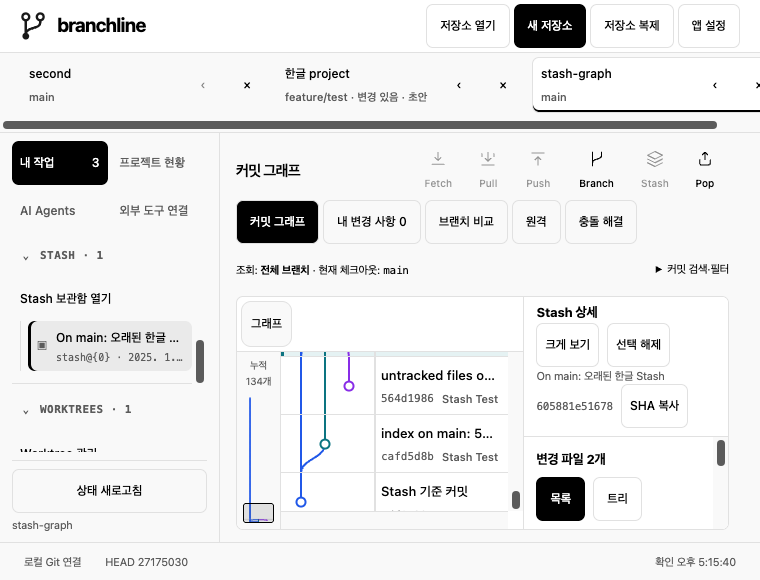 branchline
저장소 열기
새 저장소
저장소 복제
앱 설정
second
main
한글 project
feature/test · 변경 있음 · 초안
stash-graph
main
내 작업 3
프로젝트 현황
AI Agents
외부 도구 연결
STASH · 1
Stash 보관함 열기
On main: 오래된 한글 ...
stash@{0} · 2025. 1....
WORKTREES · 1
Worktree 관리
상태 새로고침
stash-graph
커밋 그래프
Fetch
Pull
Push
Branch
Stash
Pop
커밋 그래프
내 변경 사항 0
브랜치 비교
원격
충돌 해결
조회: 전체 브랜치 · 현재 체크아웃: main
▶ 커밋 검색·필터
그래프
누적
134개
untracked files o...
564d1986 Stash Test
index on main: 5...
cafd5d8b Stash Test
Stash 기준 커밋
Stash 상세
크게 보기
선택 해제
On main: 오래된 한글 Stash
605881e51678
SHA 복사
변경 파일 2개
목록
트리
로컬 Git 연결
HEAD 27175030
확인 오후 5:15:40